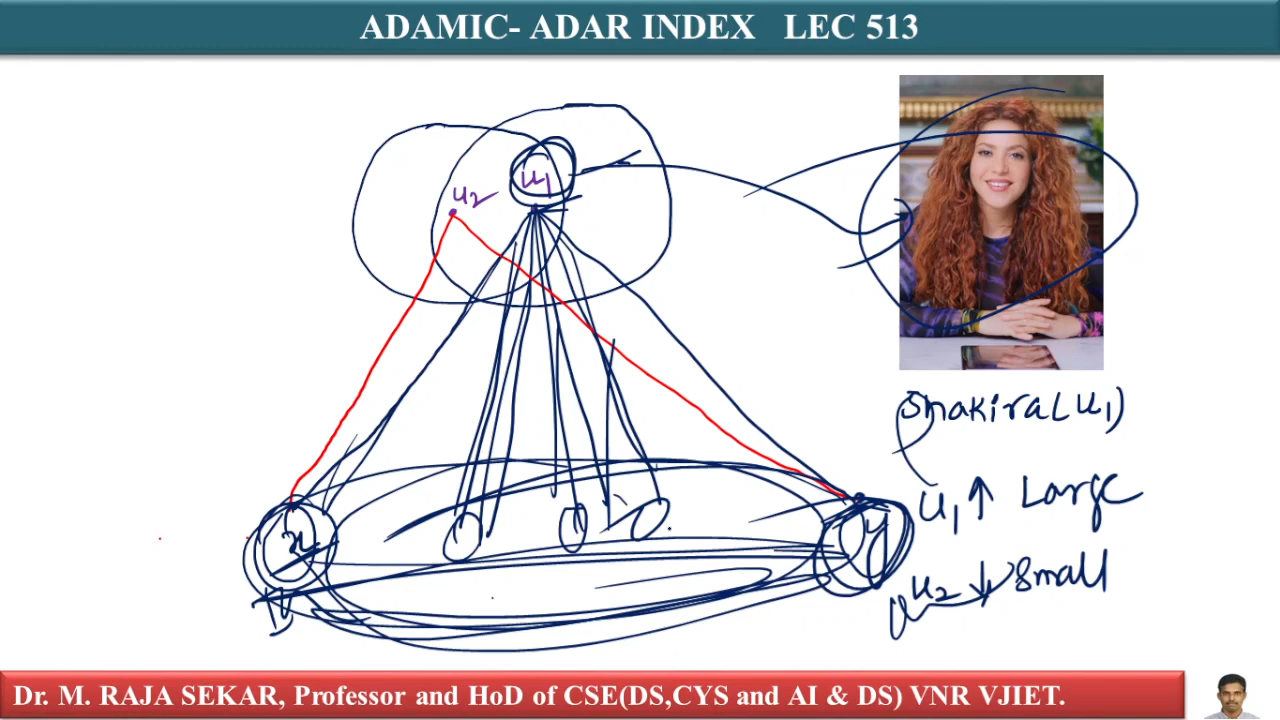 ADAMIC- ADAR INDEX LEC 513
u2
u1
Shakira(u1)
u1↑ Large
x
y
u2↓ Small
Dr. M. RAJA SEKAR, Professor and HoD of CSE(DS,CYS and AI & DS) VNR VJIET.